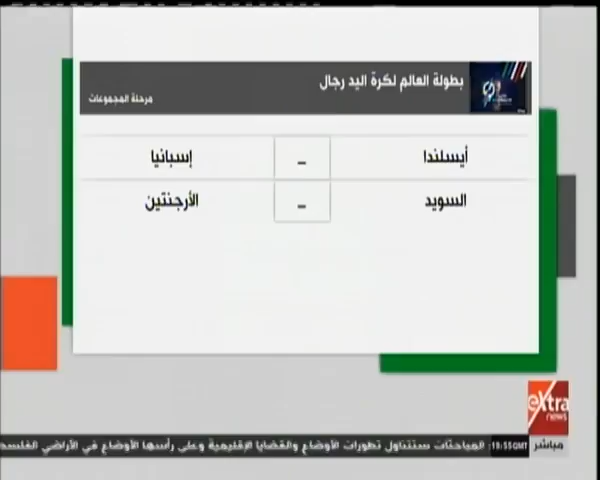 بطولة العالم لكرة اليد رجال
مرحلة المجموعات
أيسلندا - إسبانيا
السويد - الأرجنتين
eXtra
news
مباشر
19:55GMT
المباحثات ستتناول تطورات الأوضاع والقضايا الإقليمية وعلى رأسها الأوضاع في الأراضي الفلسط